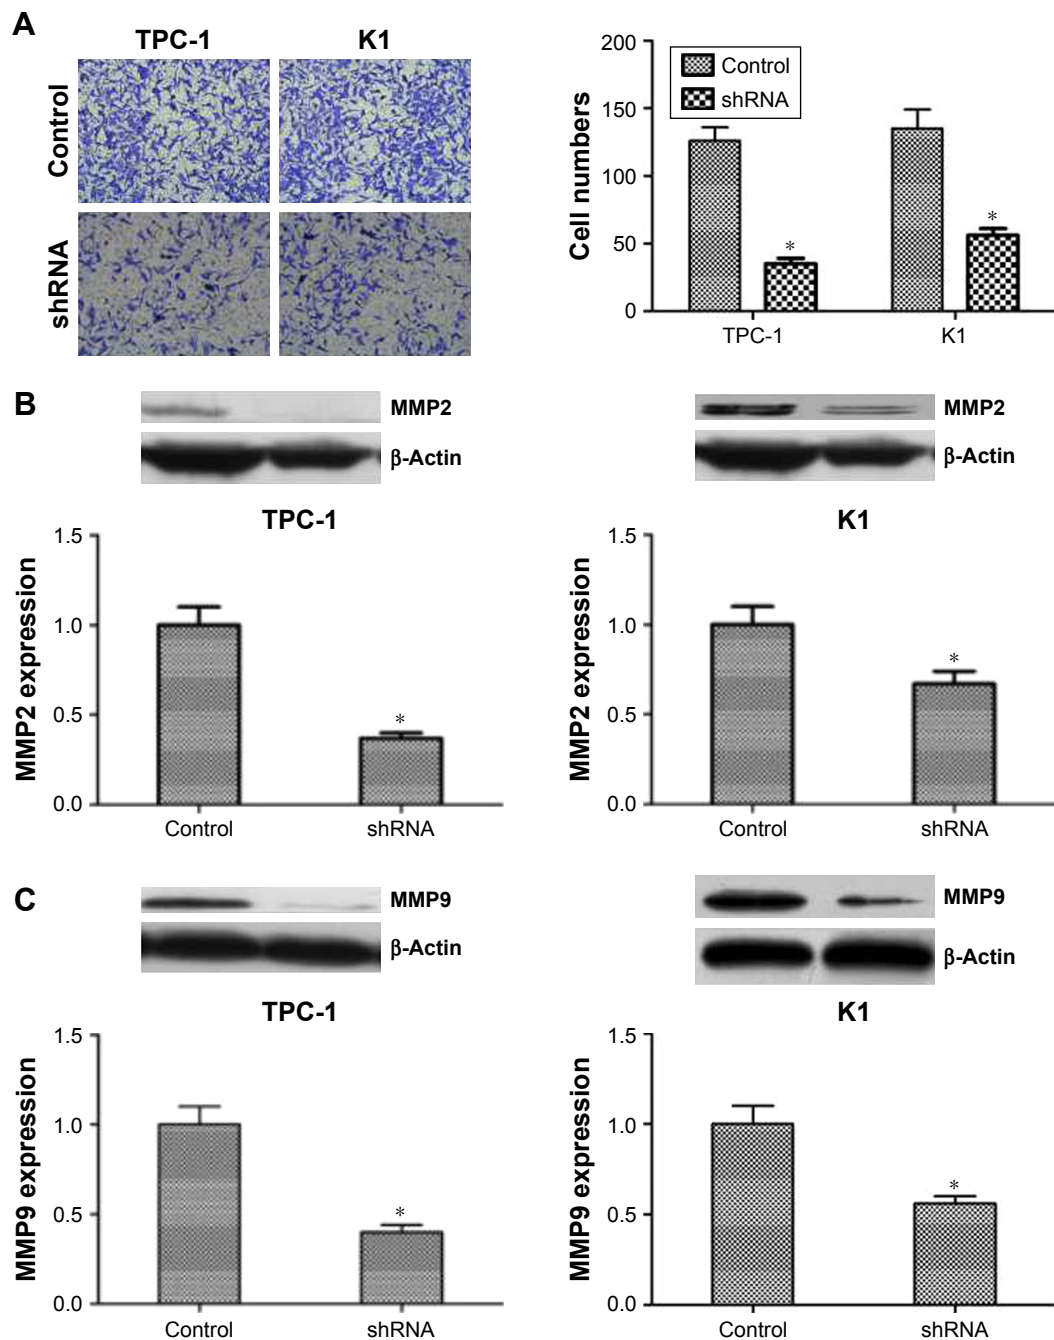 A
TPC-1 K1
Control
shRNA
Cell numbers
200
150
100
50
0
Control
shRNA
*
*
TPC-1 K1
B
MMP2
β-Actin
TPC-1
MMP2 expression
1.5
1.0
0.5
0.0
*
Control shRNA
MMP2
β-Actin
K1
MMP2 expression
1.5
1.0
0.5
0.0
*
Control shRNA
C
MMP9
β-Actin
TPC-1
MMP9 expression
1.5
1.0
0.5
0.0
*
Control shRNA
MMP9
β-Actin
K1
MMP9 expression
1.5
1.0
0.5
0.0
*
Control shRNA